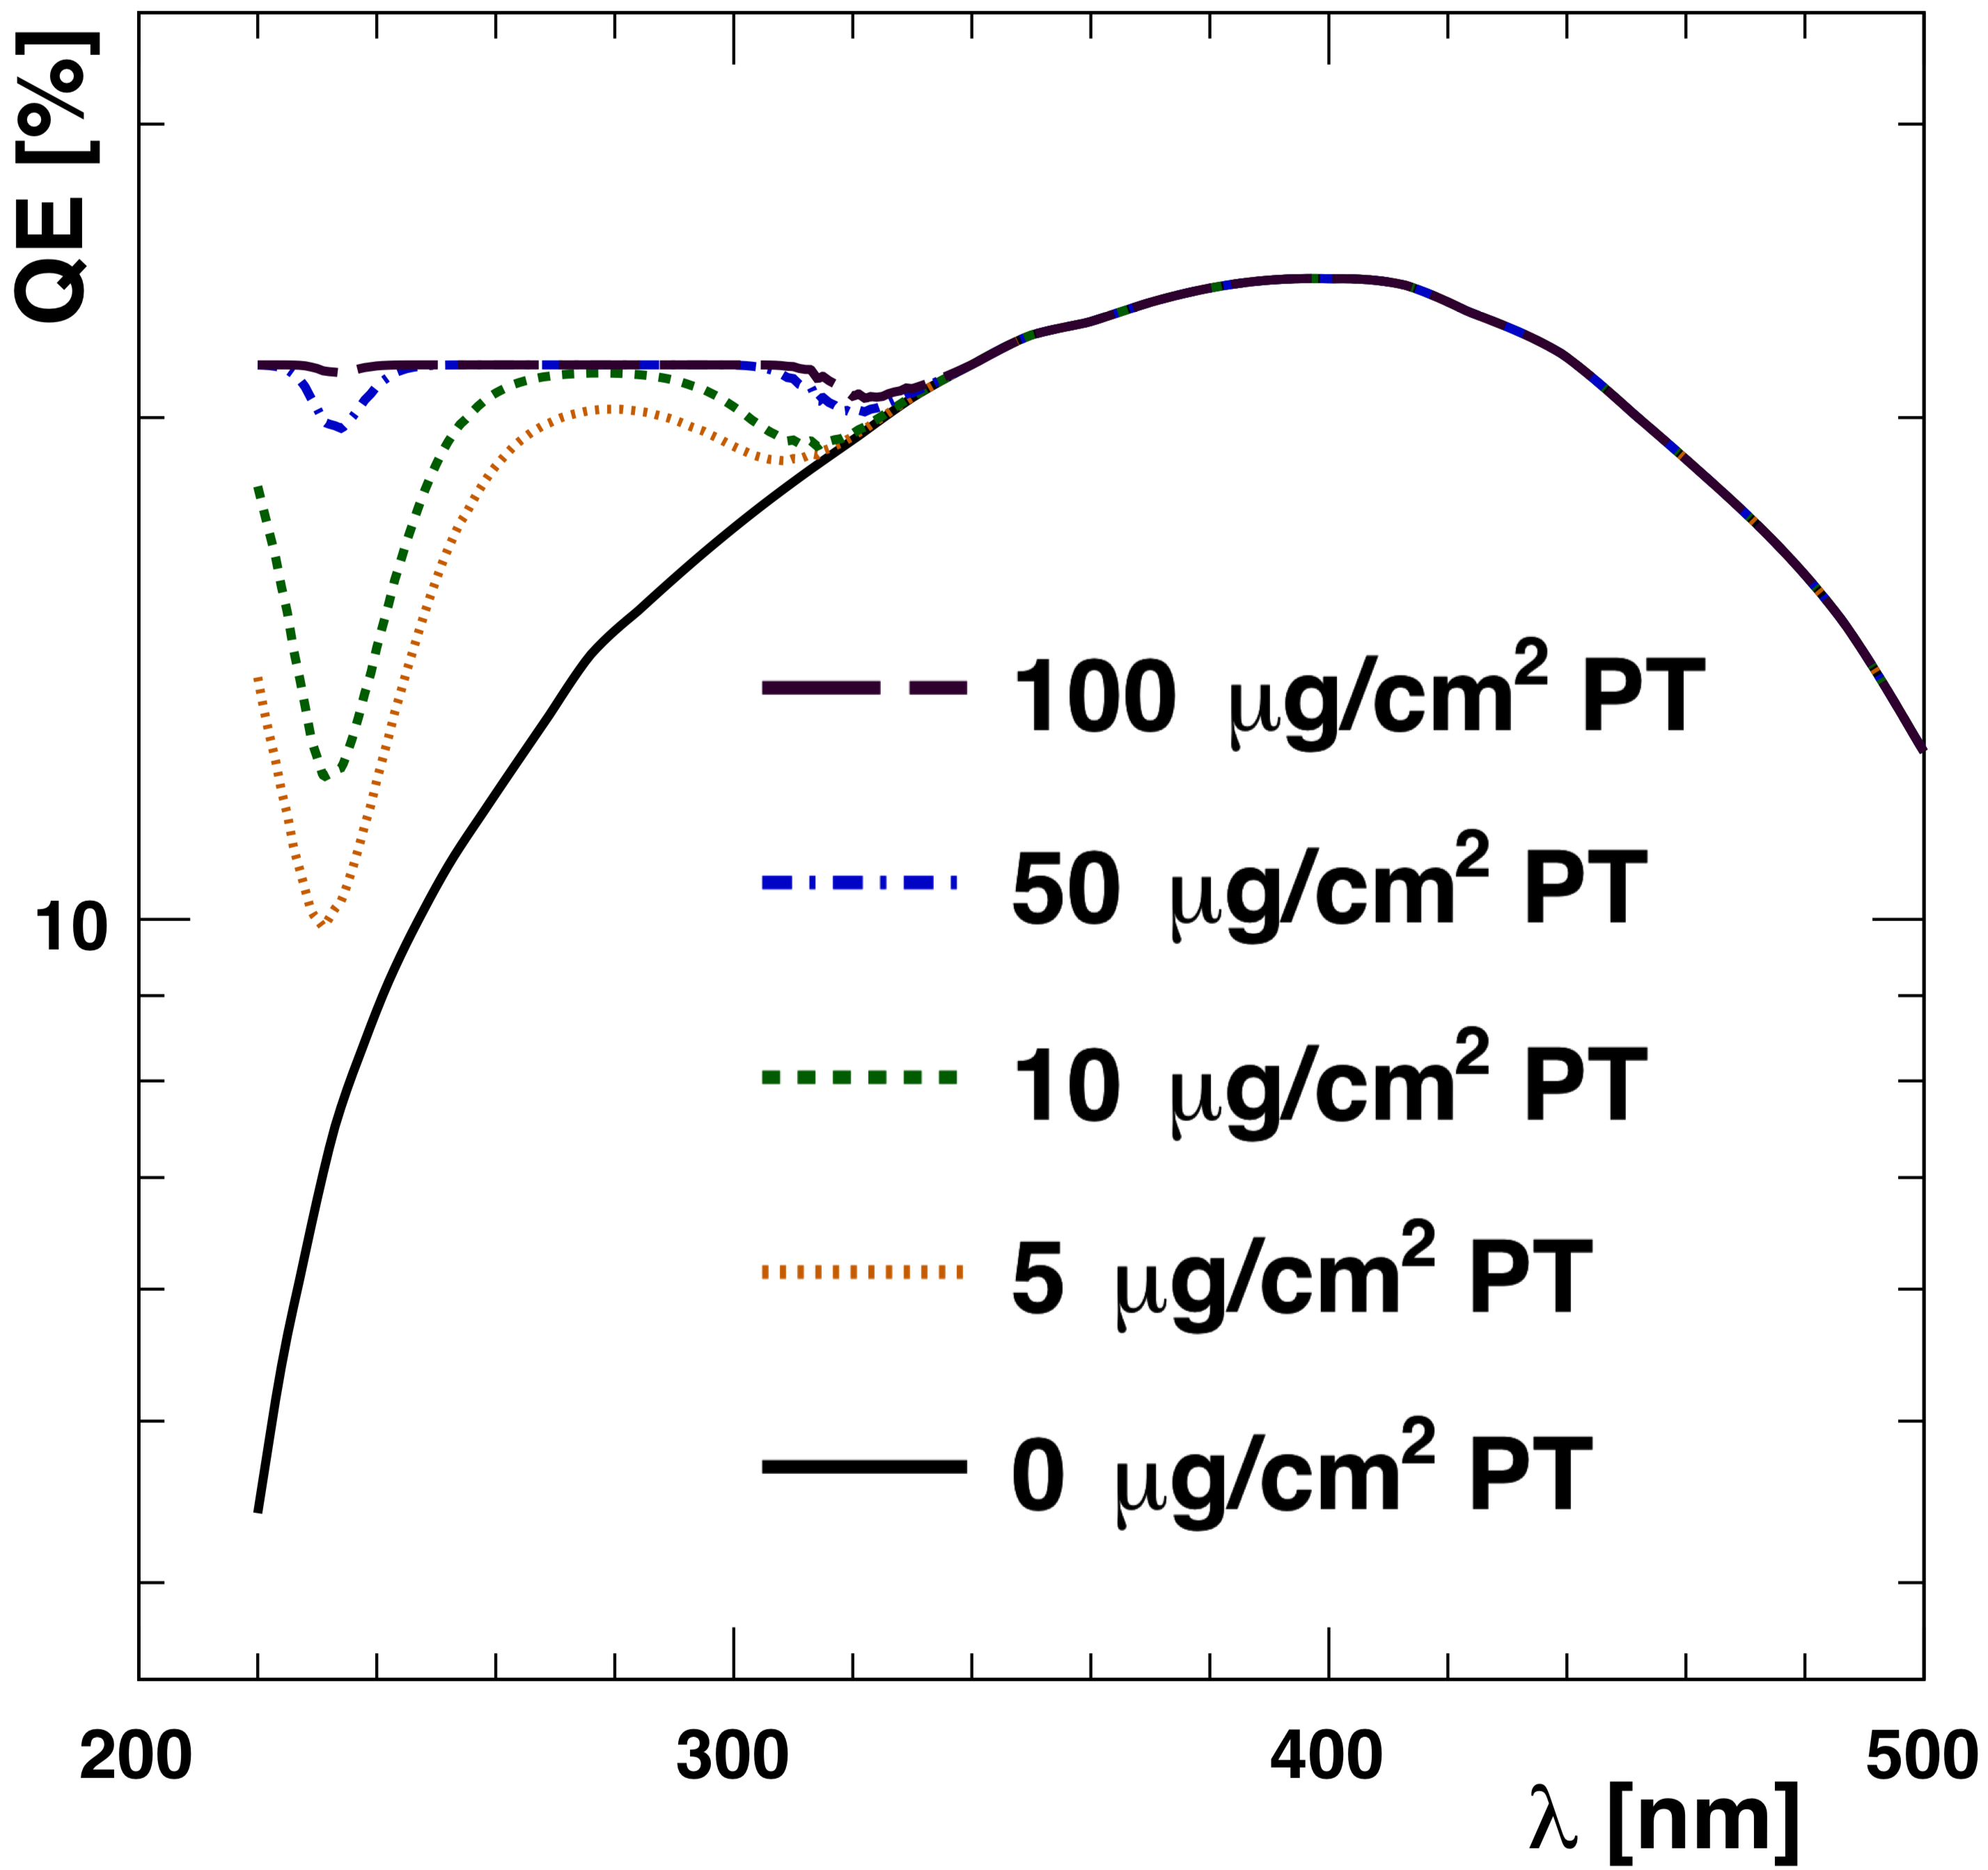 QE [%]
100 μg/cm² PT
50 μg/cm² PT
10 μg/cm² PT
10
5 μg/cm² PT
0 μg/cm² PT
200 300 400 500
λ [nm]